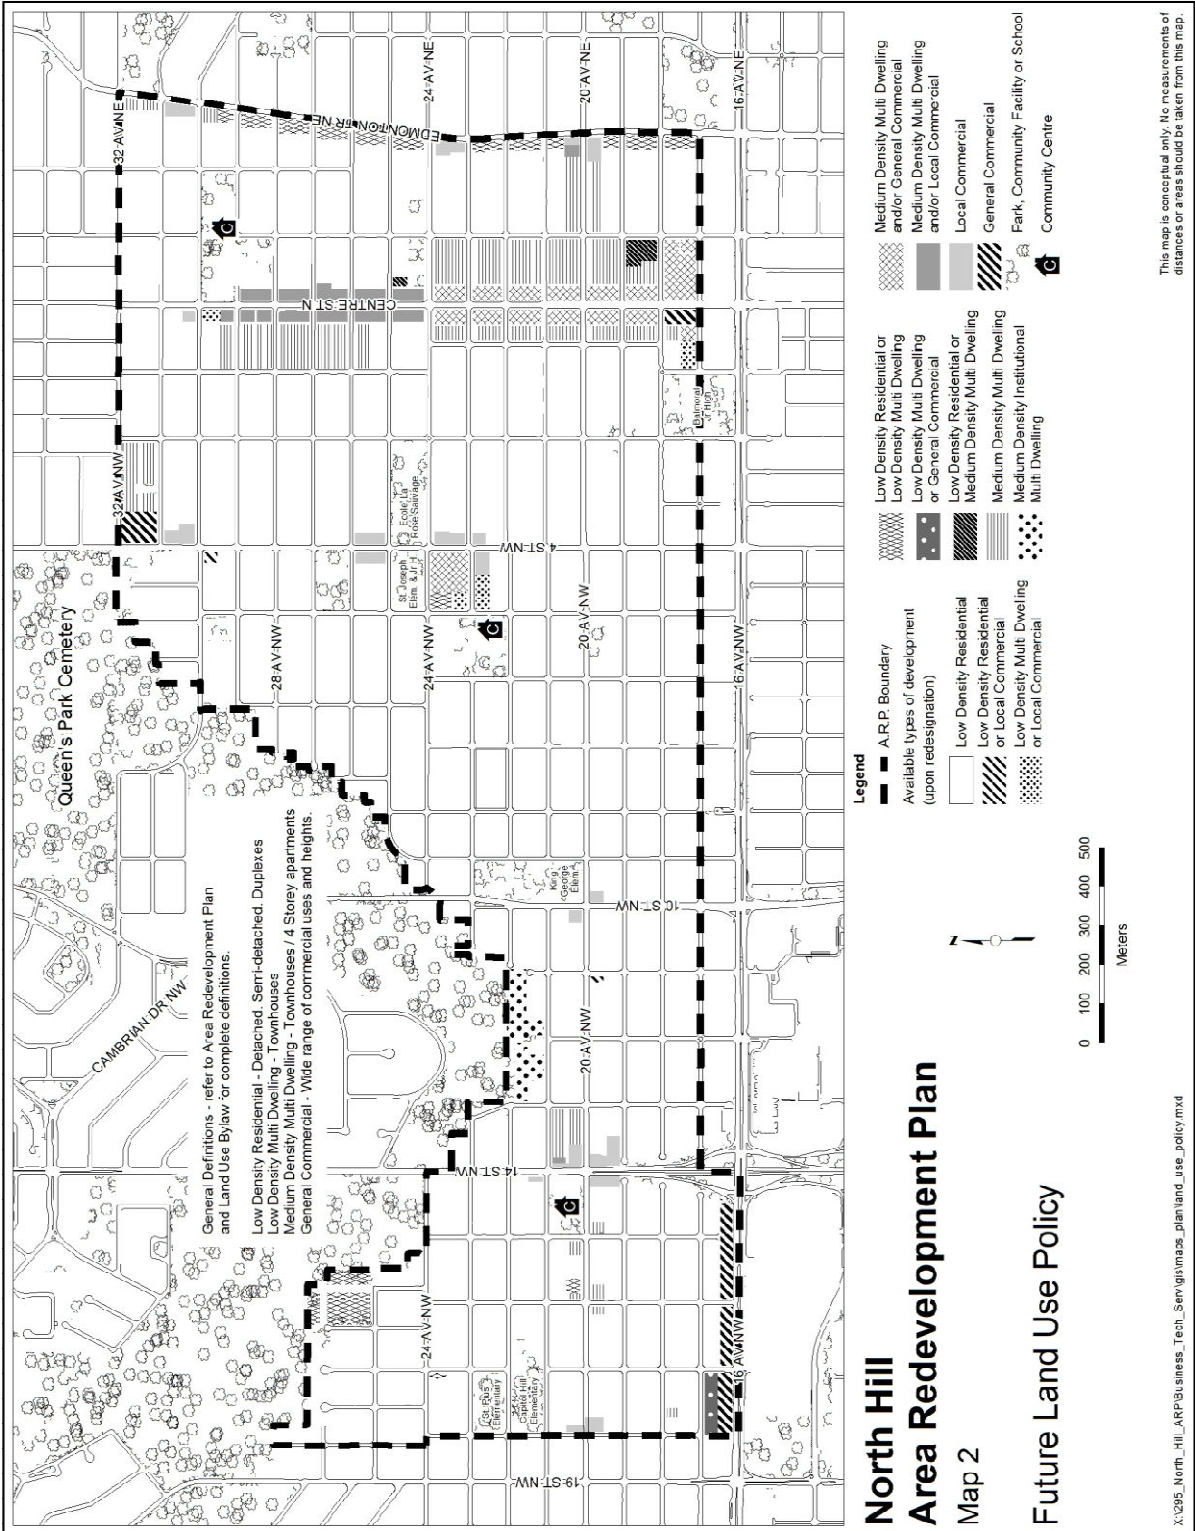 Queen's Park Cemetery
CAMBRIAN DR NW
General Definitions - refer to Area Redevelopment Plan
and Land Use Bylaw for complete definitions.
Low Density Residential - Detached, Semi-detached, Duplexes
Low Density Multi Dwelling - Townhouses
Medium Density Multi Dwelling - Townhouses / 4 Storey apartments
General Commercial - Wide range of commercial uses and heights.
32 AV NW
32 AV NE
28 AV NW
24 AV NW
24 AV NW
24 AV NE
20 AV NW
20 AV NW
20 AV NE
16 AV NW
16 AV NW
16 AV NE
19 ST NW
14 ST NW
10 ST NW
4 ST NW
CENTRE ST N
EDMONTON TR NE
St. Pius
Elementary
Capitol Hill
Elementary
King
George
Elem.
St. Joseph
Elem. & Jr H.
Ecole La
Rose Sauvage
Balmoral
Jr High
C
C
C
North Hill
Area Redevelopment Plan
Map 2
Future Land Use Policy
N
0 100 200 300 400 500
Meters
Legend
A.R.P. Boundary
Available types of development
(upon redesignation)
Low Density Residential
Low Density Residential
or Local Commercial
Low Density Multi Dwelling
or Local Commercial
Low Density Residential or
Low Density Multi Dwelling
Low Density Multi Dwelling
or General Commercial
Low Density Residential or
Medium Density Multi Dwelling
Medium Density Multi Dwelling
Medium Density Institutional
Multi Dwelling
Medium Density Multi Dwelling
and/or General Commercial
Medium Density Multi Dwelling
and/or Local Commercial
Local Commercial
General Commercial
Park, Community Facility or School
C
Community Centre
This map is conceptual only. No measurements of
distances or areas should be taken from this map.
X:\295_North_Hill_ARP\Business_Tech_Serv\gis\maps_plan\land_use_policy.mxd